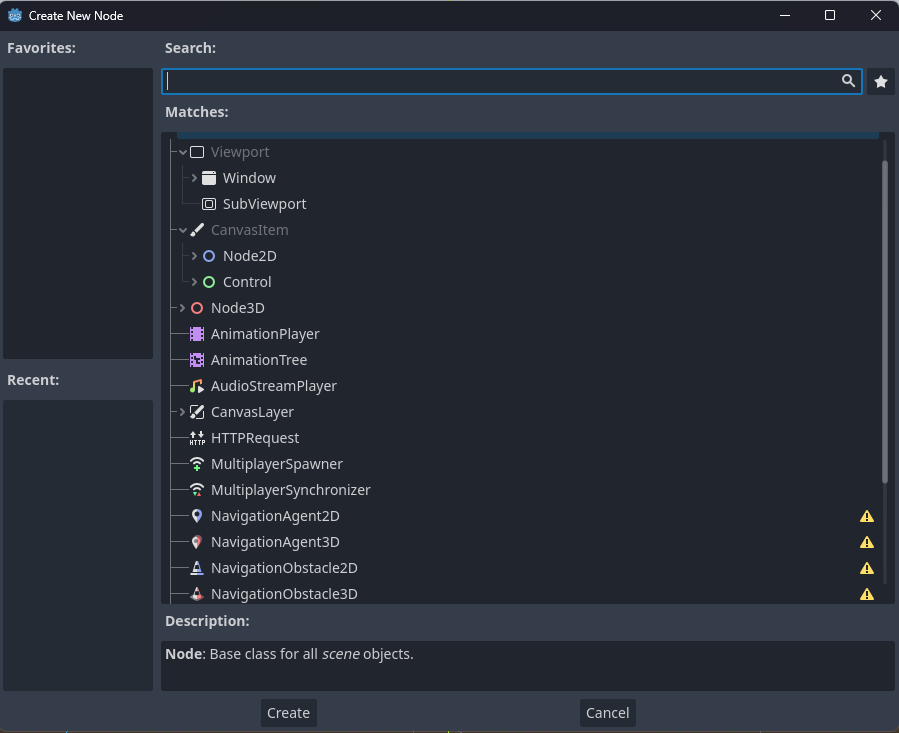 Create New Node
Favorites:
Search:
Matches:
Viewport
Window
SubViewport
CanvasItem
Node2D
Control
Node3D
AnimationPlayer
AnimationTree
AudioStreamPlayer
CanvasLayer
HTTP HTTPRequest
MultiplayerSpawner
MultiplayerSynchronizer
NavigationAgent2D
NavigationAgent3D
NavigationObstacle2D
NavigationObstacle3D
Recent:
Description:
Node: Base class for all scene objects.
Create
Cancel